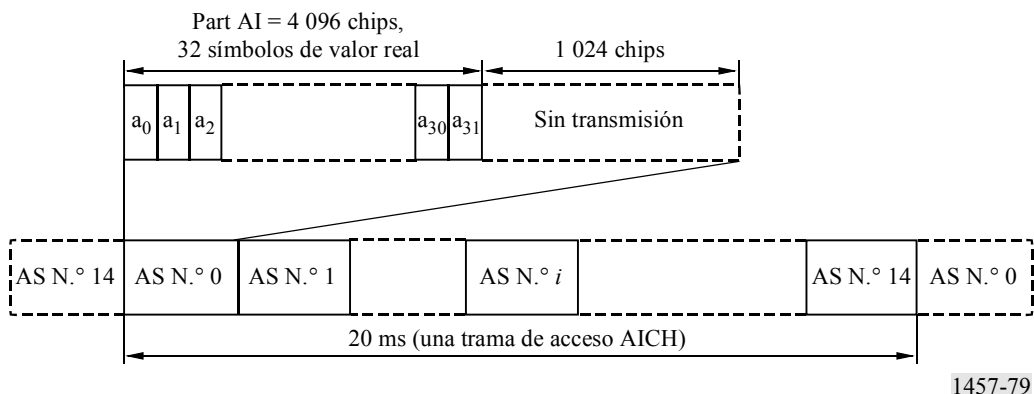 Part AI = 4 096 chips,
32 símbolos de valor real
1 024 chips
a0 a1 a2 a30 a31 Sin transmisión
AS N.° 14 AS N.° 0 AS N.° 1 AS N.° i AS N.° 14 AS N.° 0
20 ms (una trama de acceso AICH)
1457-79